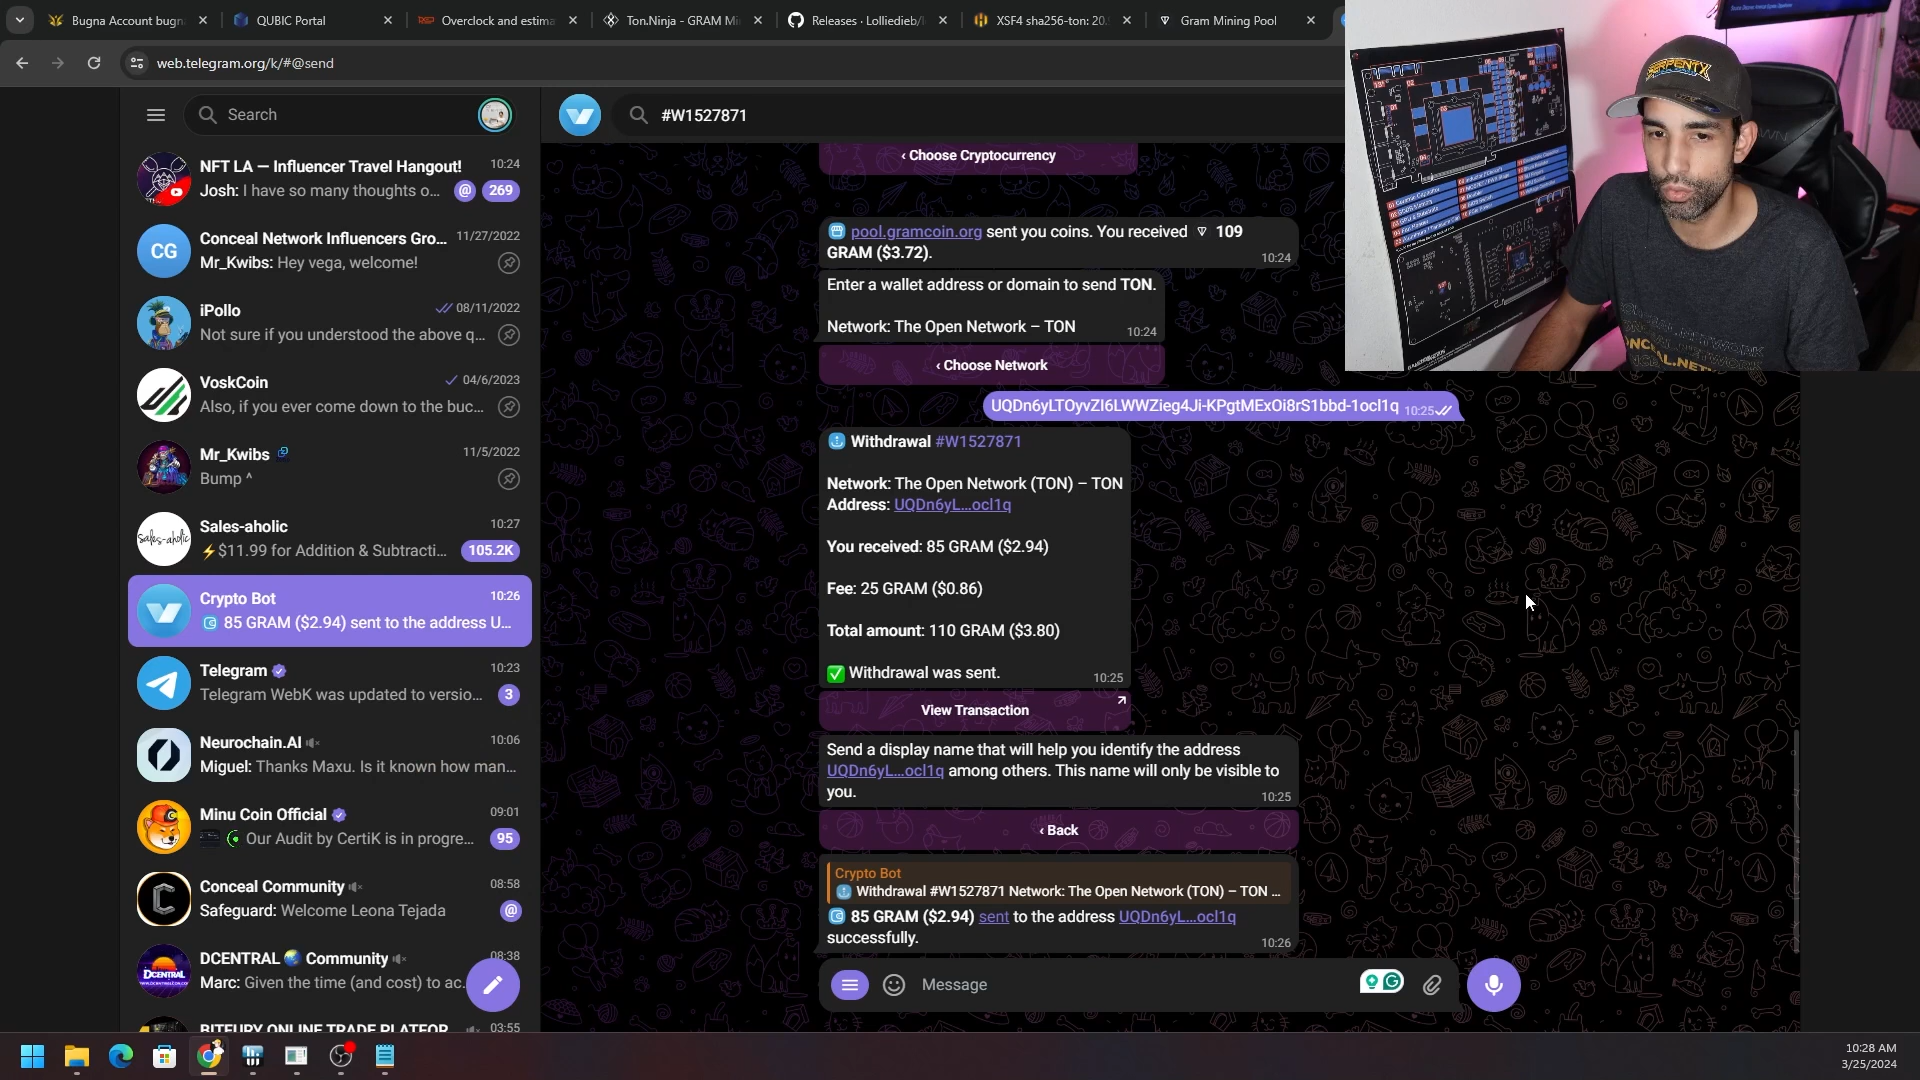 Bugna Account bugna
QUBIC Portal
Overclock and estima
Ton.Ninja - GRAM Mi
Releases · Lolliedieb/l
XSF4 sha256-ton: 20.
Gram Mining Pool
web.telegram.org/k/#@send
Search
#W1527871
NFT LA — Influencer Travel Hangout!
10:24
Josh: I have so many thoughts o...
@
269
CG
Conceal Network Influencers Gro...
11/27/2022
Mr_Kwibs: Hey vega, welcome!
iPollo
08/11/2022
Not sure if you understood the above q...
VoskCoin
04/6/2023
Also, if you ever come down to the buc...
Mr_Kwibs
11/5/2022
Bump ^
Sales-aholic
10:27
sales-aholic
⚡$11.99 for Addition & Subtracti...
105.2K
Crypto Bot
10:26
85 GRAM ($2.94) sent to the address U...
Telegram
10:23
Telegram WebK was updated to versio...
3
Neurochain.AI
10:06
Miguel: Thanks Maxu. Is it known how man...
Minu Coin Official
09:01
Our Audit by CertiK is in progre...
95
Conceal Community
08:58
Safeguard: Welcome Leona Tejada
@
DCENTRAL
DCENTRAL 🌏 Community
08:38
Marc: Given the time (and cost) to ac.
BITFUFY ONLINE TRADE PLATFOR
03:55
‹ Choose Cryptocurrency
pool.gramcoin.org sent you coins. You received 109
GRAM ($3.72).
10:24
Enter a wallet address or domain to send TON.
Network: The Open Network – TON
10:24
‹ Choose Network
UQDn6yLTOyvZI6LWWZieg4Ji-KPgtMExOi8rS1bbd-1ocl1q
10:25
Withdrawal #W1527871
Network: The Open Network (TON) – TON
Address: UQDn6yL...ocl1q
You received: 85 GRAM ($2.94)
Fee: 25 GRAM ($0.86)
Total amount: 110 GRAM ($3.80)
✅ Withdrawal was sent.
10:25
View Transaction
Send a display name that will help you identify the address
UQDn6yL...ocl1q among others. This name will only be visible to
you.
10:25
‹ Back
Crypto Bot
Withdrawal #W1527871 Network: The Open Network (TON) – TON ...
85 GRAM ($2.94) sent to the address UQDn6yL...ocl1q
successfully.
10:26
Message
SERPENTX
CONCEAL.NETWORK
10:28 AM
3/25/2024